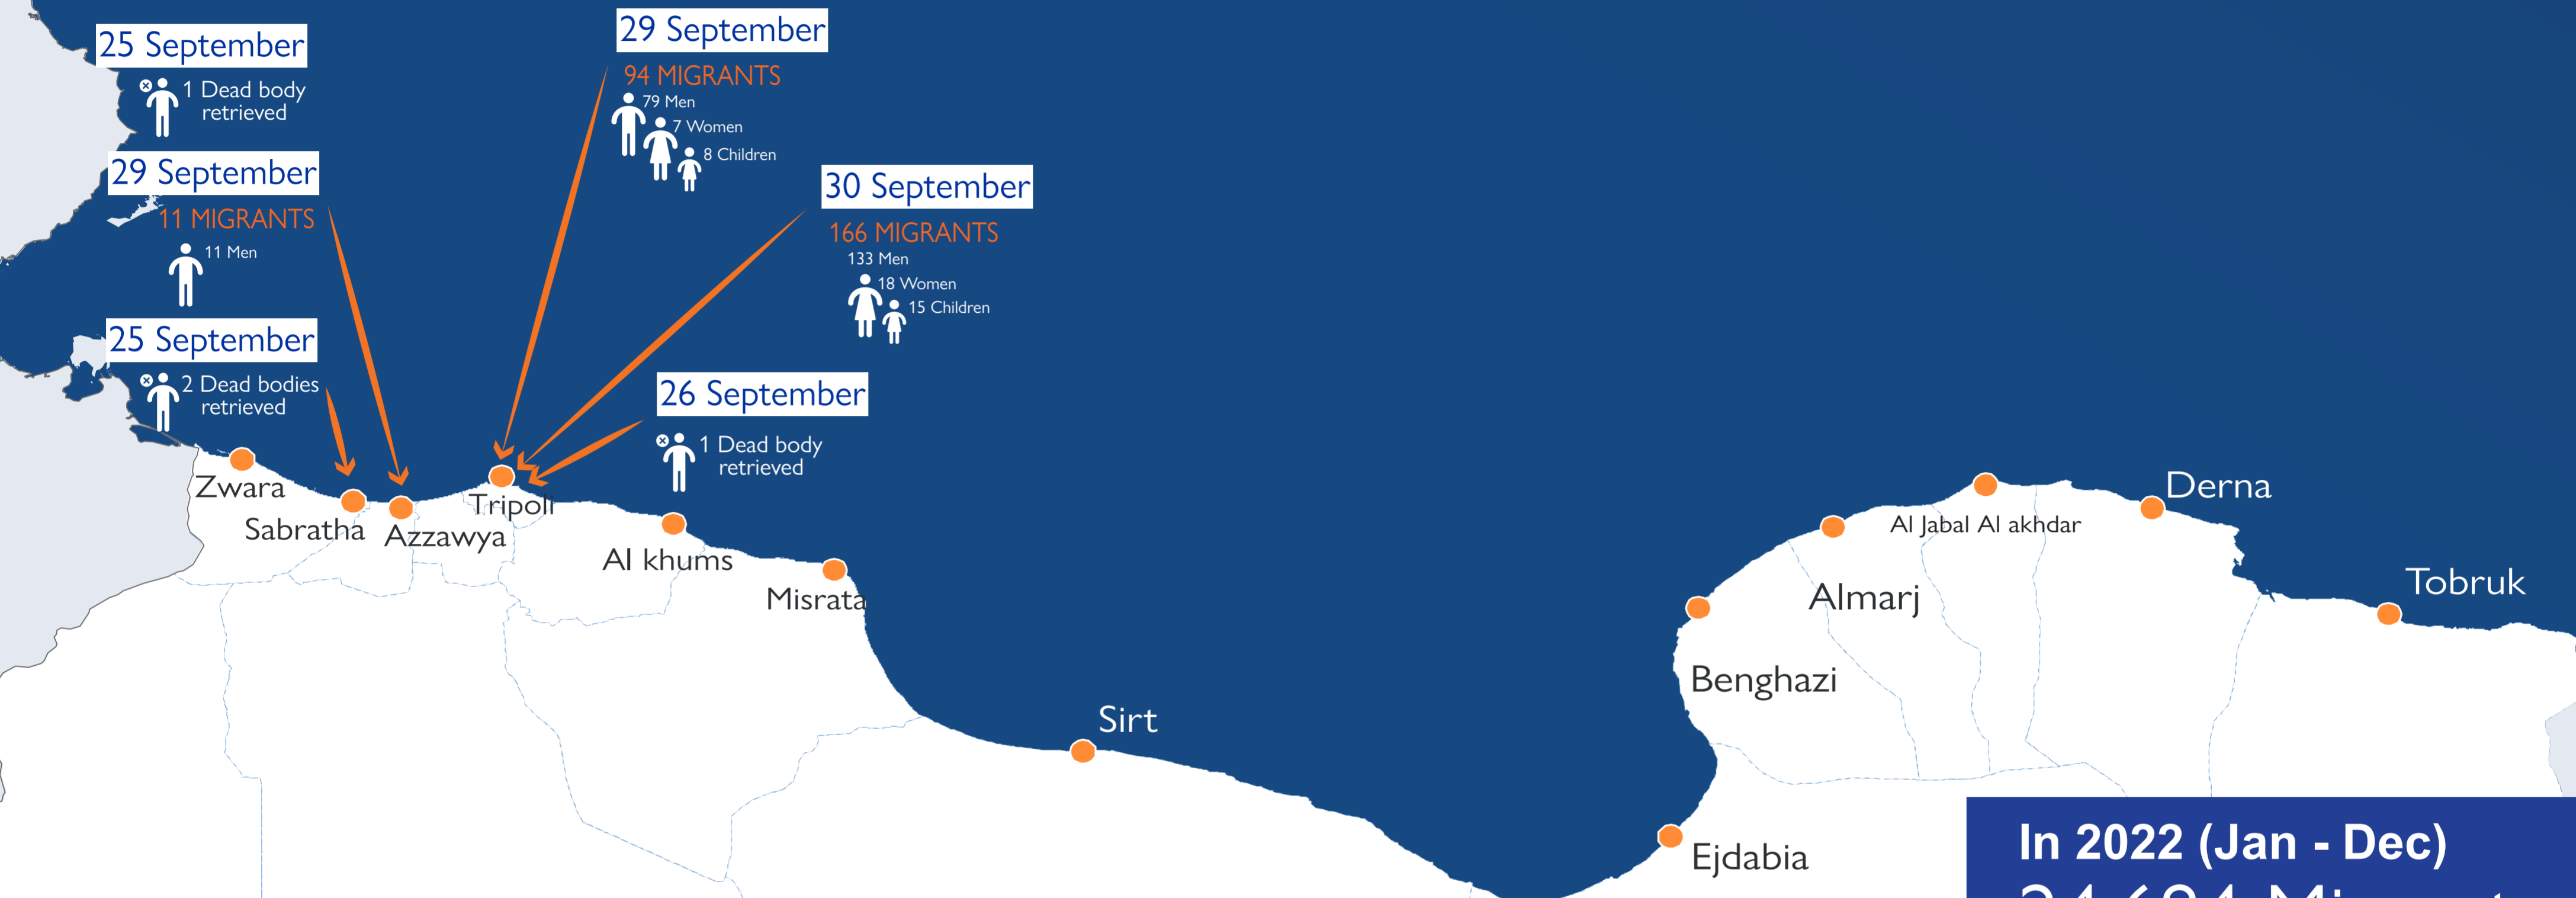 25 September
1 Dead body
retrieved
29 September
11 MIGRANTS
11 Men
25 September
2 Dead bodies
retrieved
29 September
94 MIGRANTS
79 Men
7 Women
8 Children
30 September
166 MIGRANTS
133 Men
18 Women
15 Children
26 September
1 Dead body
retrieved
Zwara
Sabratha
Azzawya
Tripoli
Al khums
Misrata
Sirt
Ejdabia
Benghazi
Almarj
Al Jabal Al akhdar
Derna
Tobruk
In 2022 (Jan - Dec)